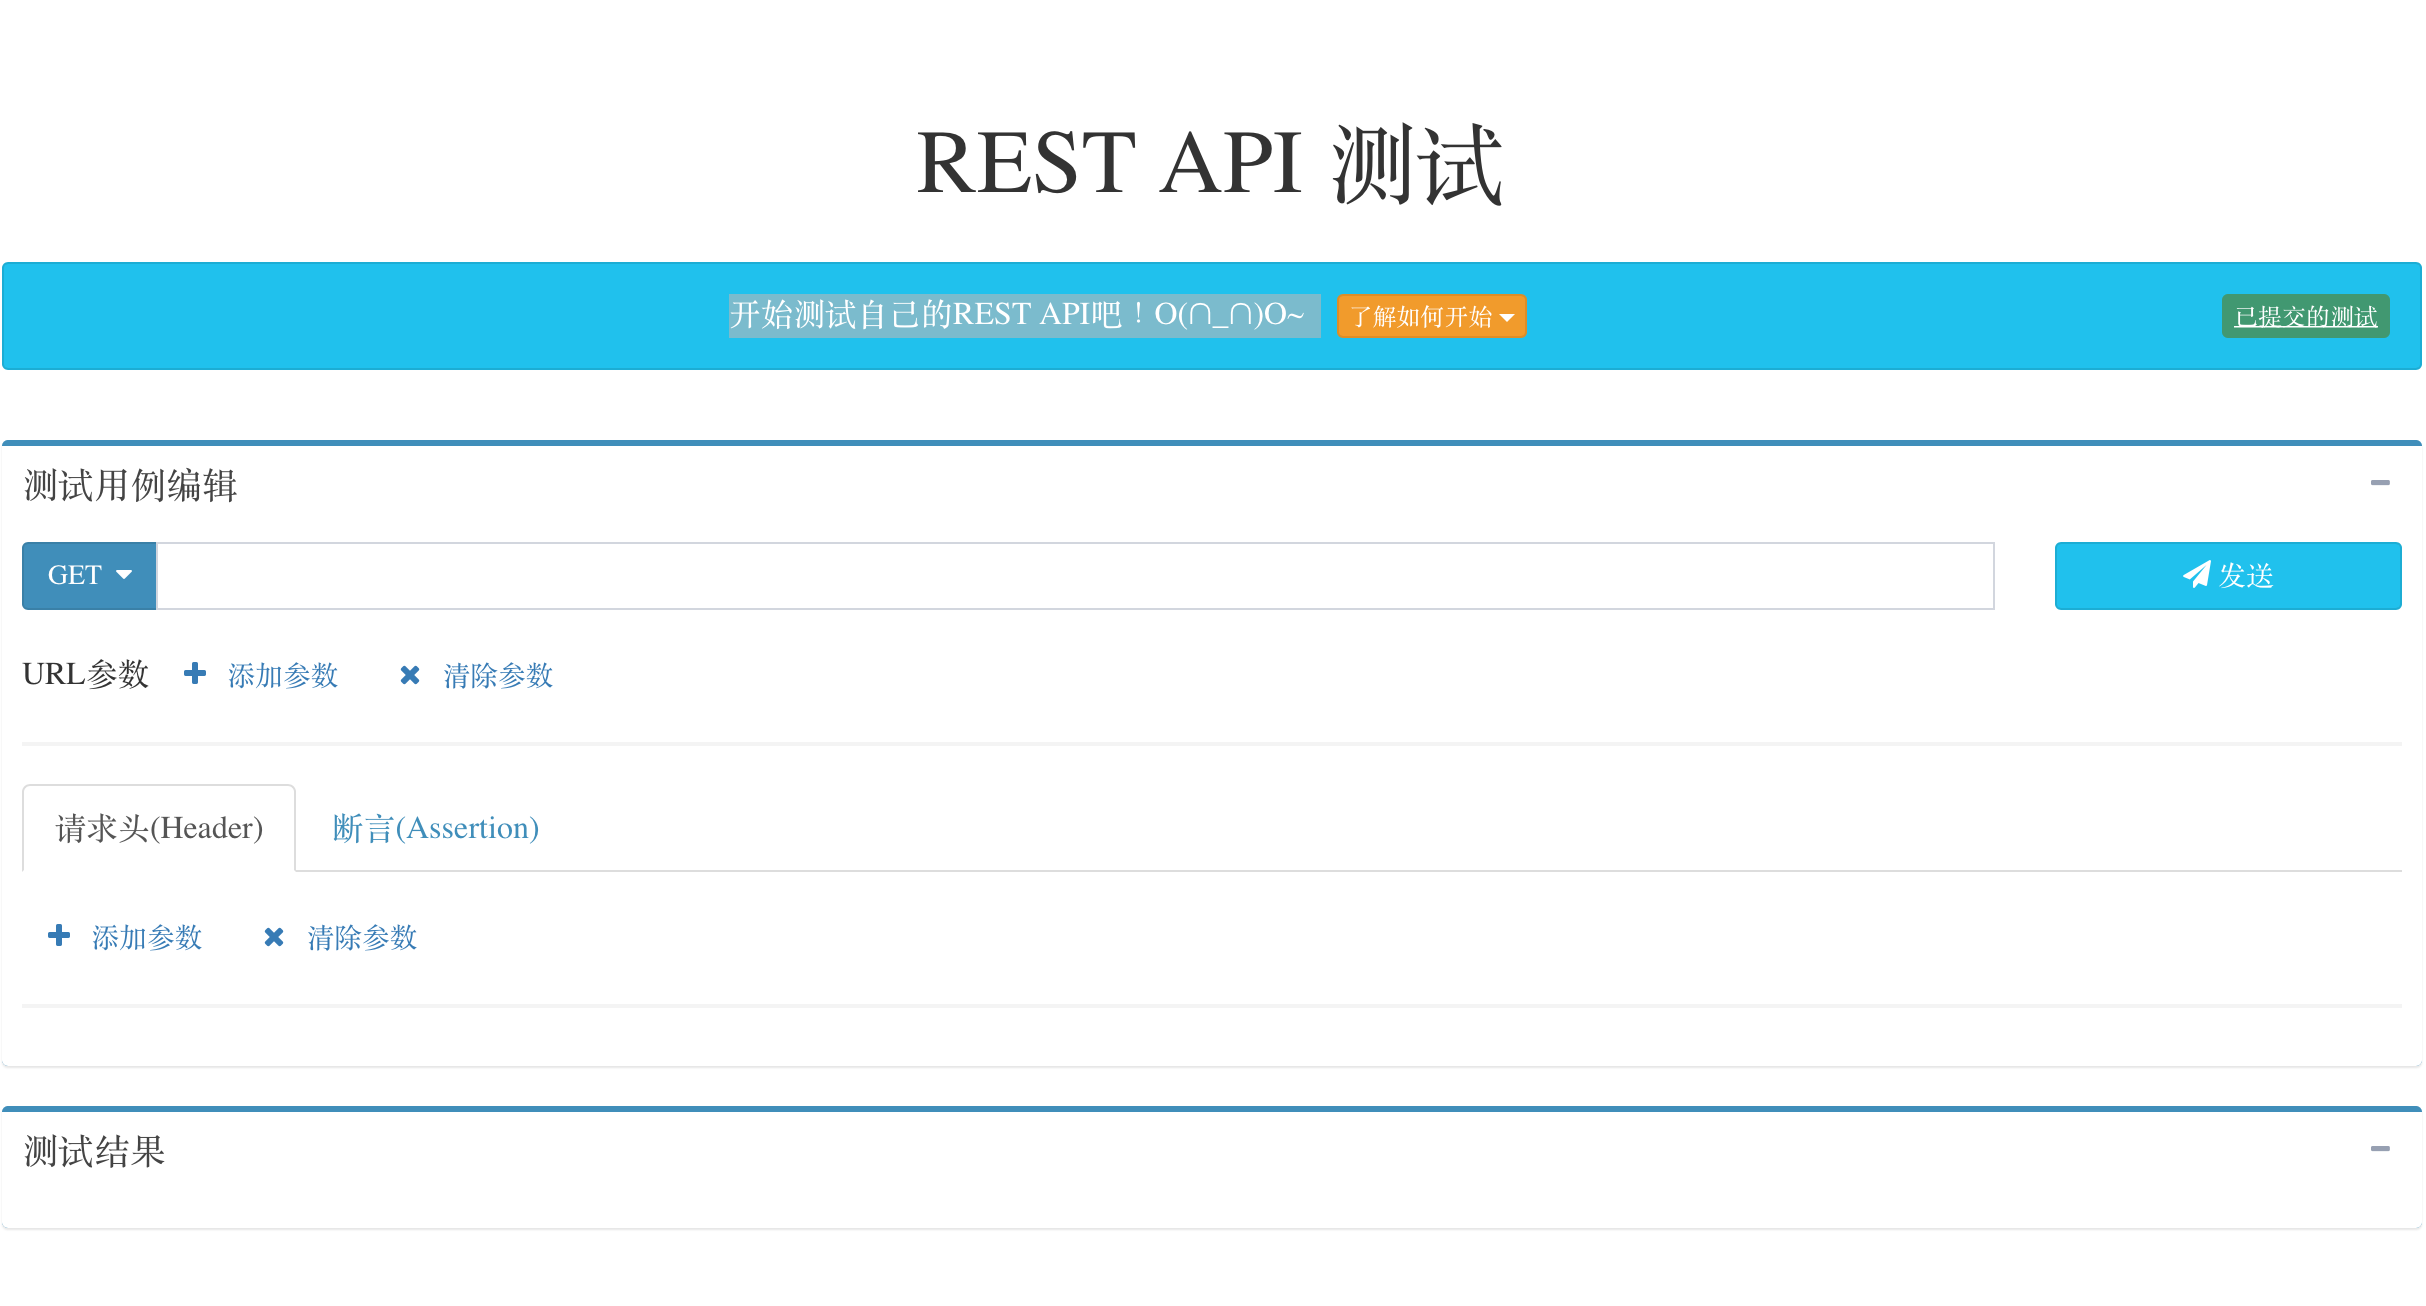 REST API 测试
开始测试自己的REST API吧！O(∩_∩)O~ 了解如何开始 已提交的测试
测试用例编辑
GET 发送
URL参数 添加参数 清除参数
请求头(Header) 断言(Assertion)
添加参数 清除参数
测试结果